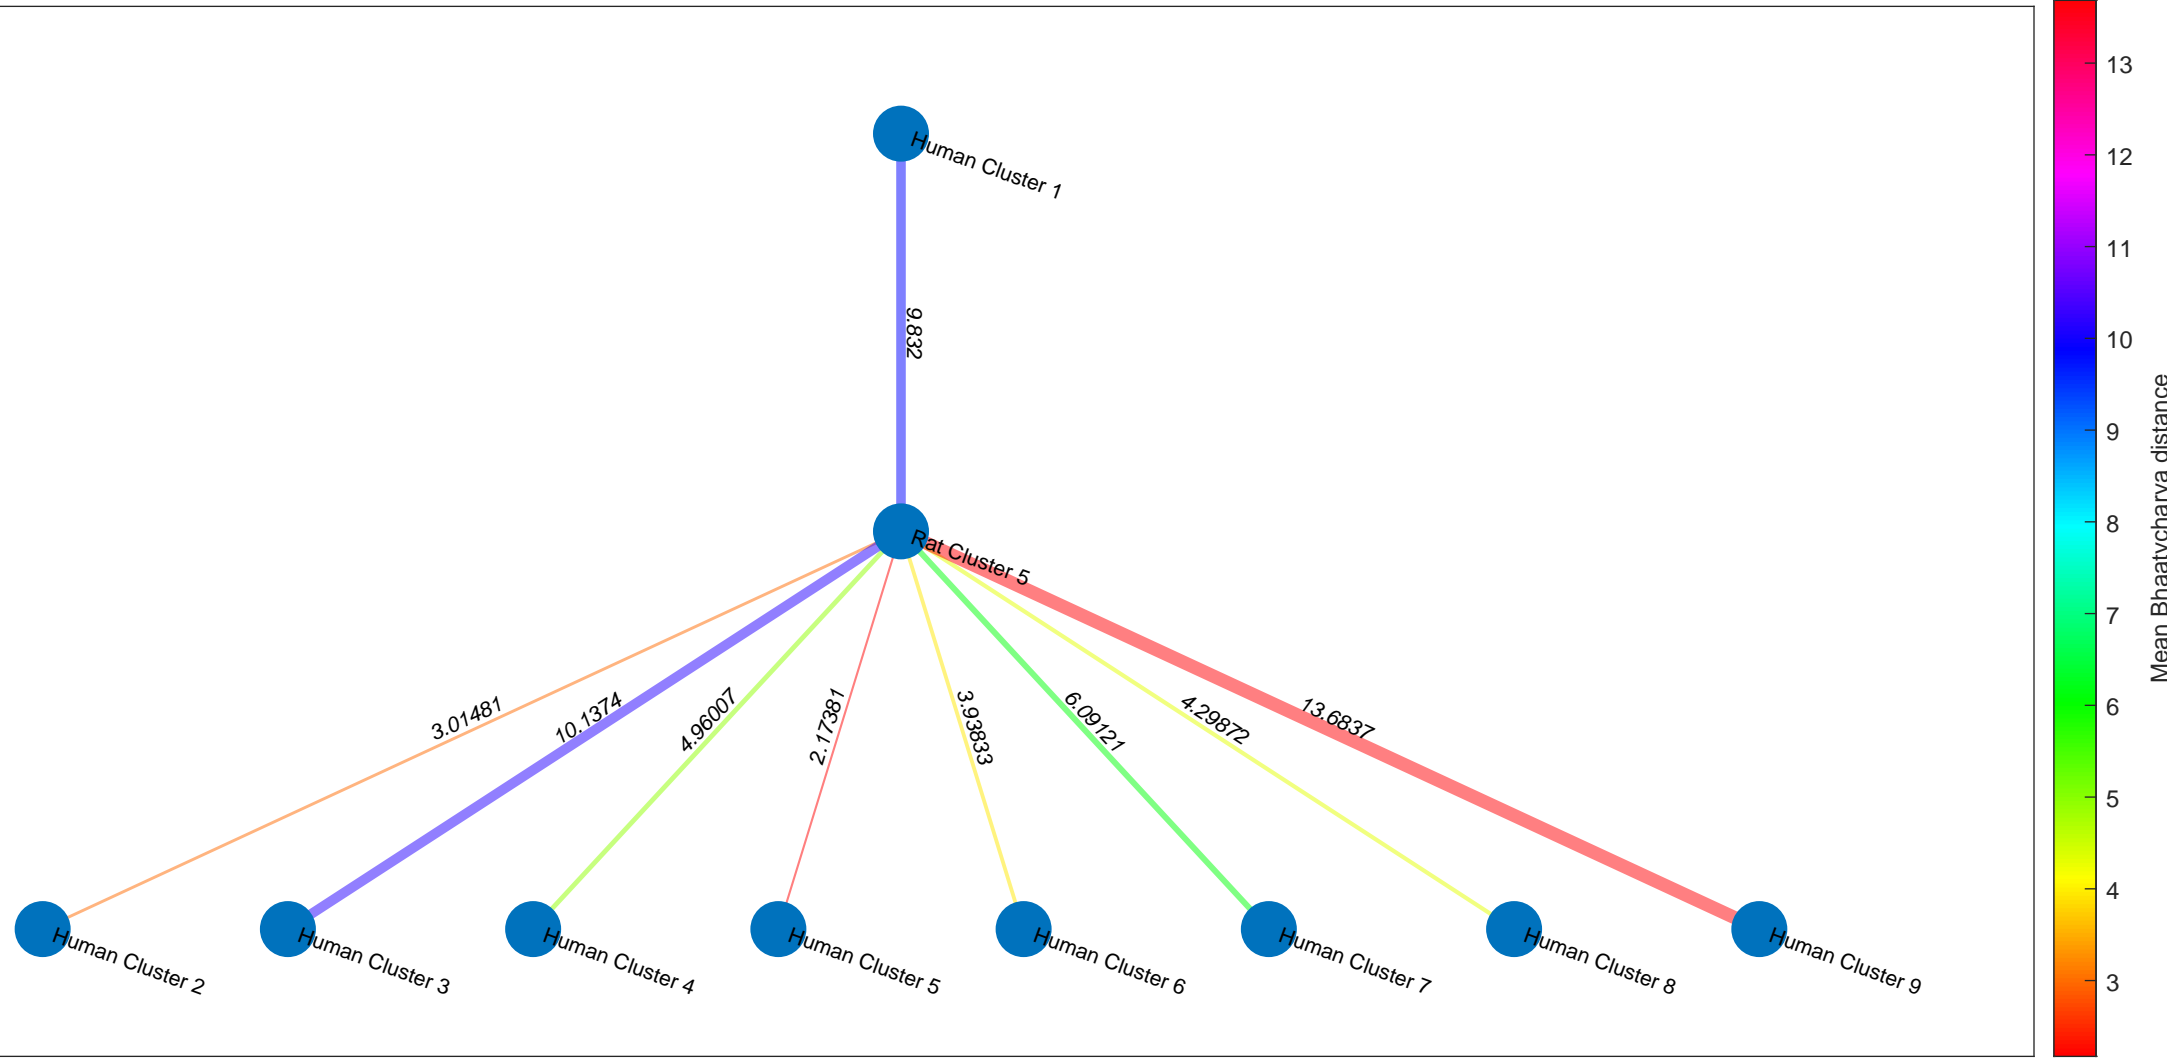 Human Cluster 1
9.832
Rat Cluster 5
3.01481
10.1374
4.96007
2.17381
3.93833
6.09121
4.29872
13.6837
Human Cluster 2
Human Cluster 3
Human Cluster 4
Human Cluster 5
Human Cluster 6
Human Cluster 7
Human Cluster 8
Human Cluster 9
13
12
11
10
9
8
7
6
5
4
3
Mean Bhaatycharya distance